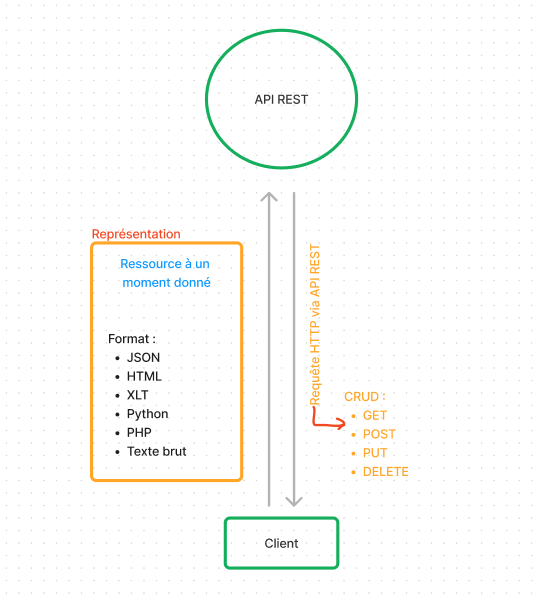 API REST
Représentation
Ressource à un
moment donné
Format :
• JSON
• HTML
• XLT
• Python
• PHP
• Texte brut
Requête HTTP via API REST
CRUD :
• GET
• POST
• PUT
• DELETE
Client